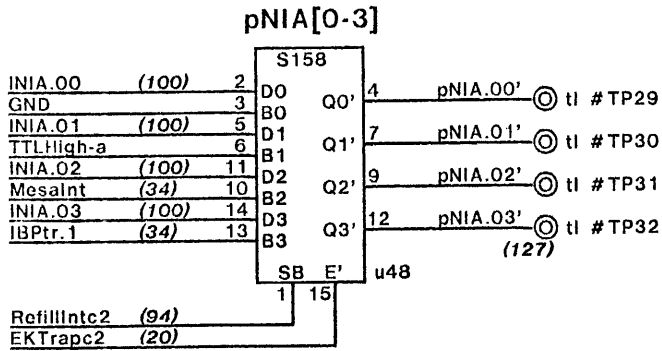 pNIA[0-3]
S158
INIA.00 (100) 2 D0
GND 3 B0
INIA.01 (100) 5 D1
TTLHigh-a 6 B1
INIA.02 (100) 11 D2
MesaInt (34) 10 B2
INIA.03 (100) 14 D3
IBPtr.1 (34) 13 B3
Q0' 4 pNIA.00' tl #TP29
Q1' 7 pNIA.01' tl #TP30
Q2' 9 pNIA.02' tl #TP31
Q3' 12 pNIA.03' tl #TP32
(127)
SB E' u48
1 15
RefillIntc2 (94)
EKTrapc2 (20)